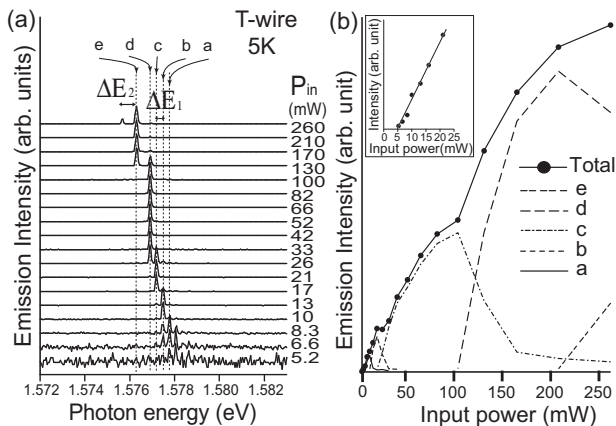 (a)
T-wire
5K
e d c b a
ΔE2
ΔE1
Pin
(mW)
260
210
170
130
100
82
66
52
42
33
26
21
17
13
10
8.3
6.6
5.2
Emission Intensity (arb. units)
1.572 1.574 1.576 1.578 1.580 1.582
Photon energy (eV)
(b)
Emission Intensity (arb. unit)
Intensity (arb. unit)
0 5 10 15 20 25
Input power(mW)
Total
e
d
c
b
a
0 50 100 150 200 250
Input power (mW)